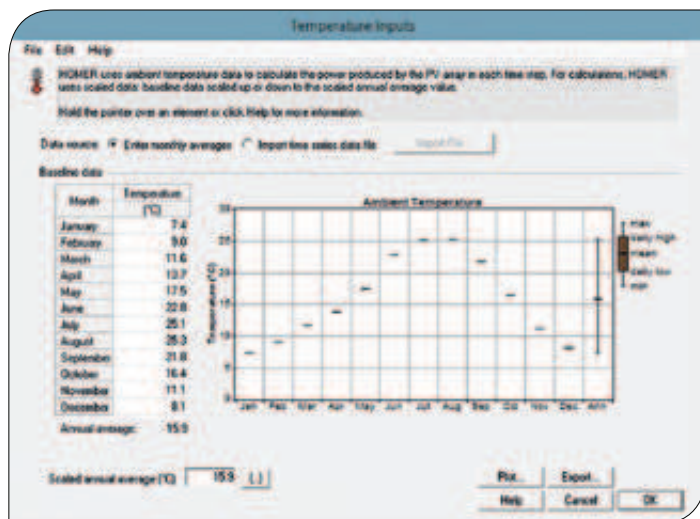 Temperature Inputs
File Edit Help
HOMER uses ambient temperature data to calculate the power produced by the PV array in each time step. For calculations, HOMER
uses scaled data: baseline data scaled up or down to the scaled annual average value.
Hold the pointer over an element or click Help for more information.
Data source: Enter monthly averages Import time series data file Import File
Baseline data
Month Temperature
(°C)
January 7.4
February 9.0
March 11.6
April 13.7
May 17.5
June 22.8
July 25.1
August 25.3
September 21.8
October 16.4
November 11.1
December 8.1
Annual average: 15.9
Ambient Temperature
Temperature (°C)
30
25
20
15
10
5
0
Jan Feb Mar Apr May Jun Jul Aug Sep Oct Nov Dec Ann
max
daily high
mean
daily low
min
Scaled annual average (°C) 15.9 {..}
Plot... Export...
Help Cancel OK